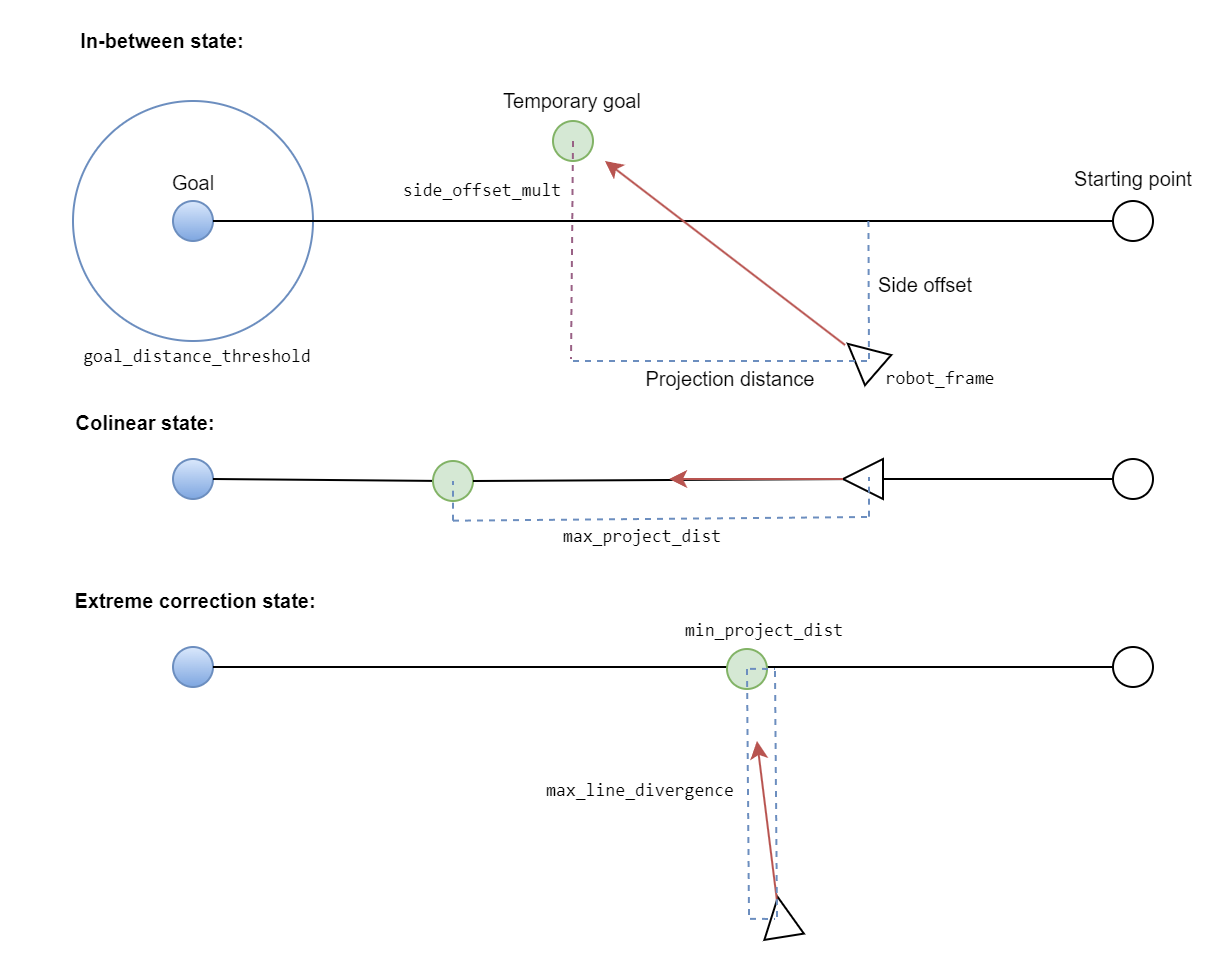 In-between state:
Temporary goal
Goal
side_offset_mult
Starting point
Side offset
goal_distance_threshold
Projection distance
robot_frame
Colinear state:
max_project_dist
Extreme correction state:
min_project_dist
max_line_divergence